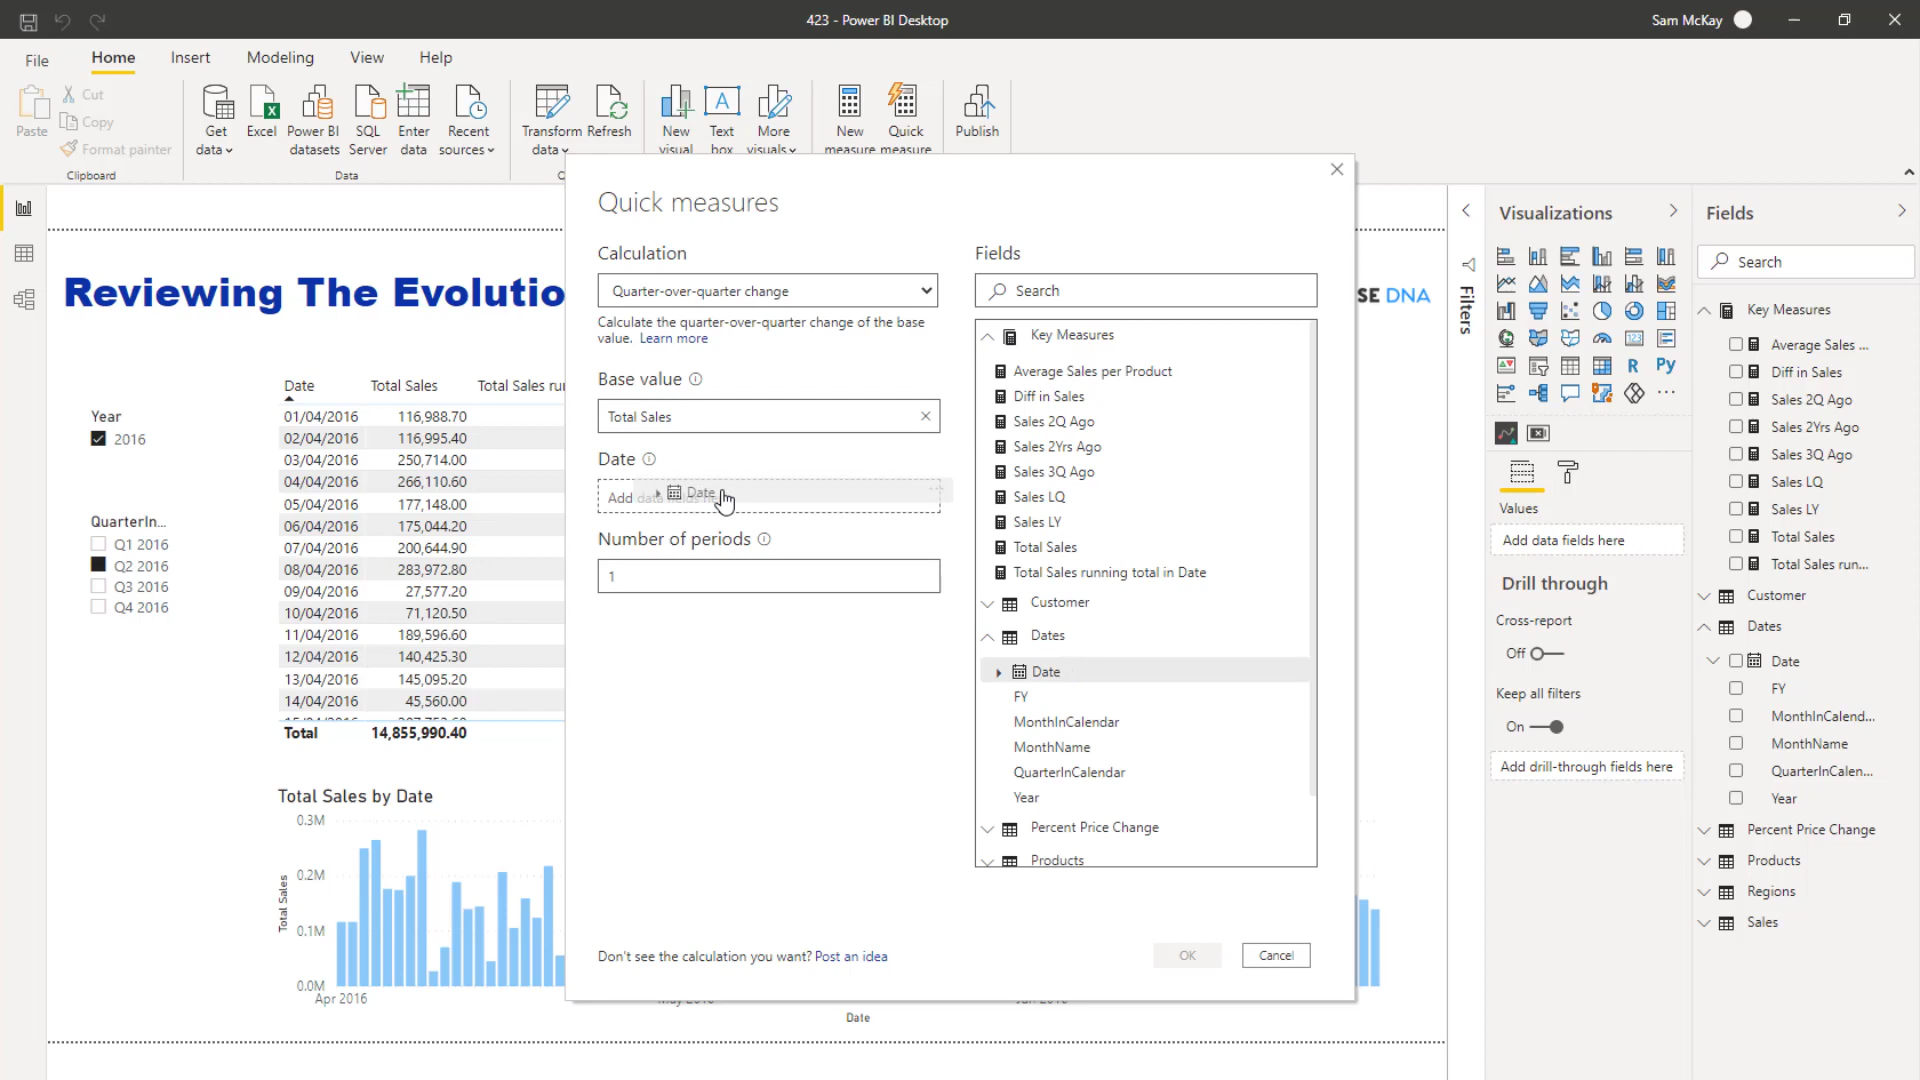 423 - Power BI Desktop
Sam McKay
File
Home
Insert
Modeling
View
Help
Paste
Cut
Copy
Format painter
Clipboard
Get data
Excel
Power BI datasets
SQL Server
Enter data
Recent sources
Data
Transform data
Refresh
New visual
Text box
More visuals
New measure
Quick measure
Publish
Reviewing The Evolutio
SE DNA
Year
2016
QuarterIn...
Q1 2016
Q2 2016
Q3 2016
Q4 2016
Date Total Sales Total Sales ru
01/04/2016 116,988.70
02/04/2016 116,995.40
03/04/2016 250,714.00
04/04/2016 266,110.60
05/04/2016 177,148.00
06/04/2016 175,044.20
07/04/2016 200,644.90
08/04/2016 283,972.80
09/04/2016 27,577.20
10/04/2016 71,120.50
11/04/2016 189,596.60
12/04/2016 140,425.30
13/04/2016 145,095.20
14/04/2016 45,560.00
Total 14,855,990.40
Total Sales by Date
Total Sales
0.3M
0.2M
0.1M
0.0M
Apr 2016
Date
Quick measures
Calculation
Quarter-over-quarter change
Calculate the quarter-over-quarter change of the base
value. Learn more
Base value
Total Sales
Date
Add
Date
Number of periods
1
Don't see the calculation you want? Post an idea
Fields
Search
Key Measures
Average Sales per Product
Diff in Sales
Sales 2Q Ago
Sales 2Yrs Ago
Sales 3Q Ago
Sales LQ
Sales LY
Total Sales
Total Sales running total in Date
Customer
Dates
Date
FY
MonthInCalendar
MonthName
QuarterInCalendar
Year
Percent Price Change
Products
OK
Cancel
Filters
Visualizations
R
Py
123
Values
Add data fields here
Drill through
Cross-report
Off
Keep all filters
On
Add drill-through fields here
Fields
Search
Key Measures
Average Sales ...
Diff in Sales
Sales 2Q Ago
Sales 2Yrs Ago
Sales 3Q Ago
Sales LQ
Sales LY
Total Sales
Total Sales run...
Customer
Dates
Date
FY
MonthInCalend...
MonthName
QuarterInCalen...
Year
Percent Price Change
Products
Regions
Sales